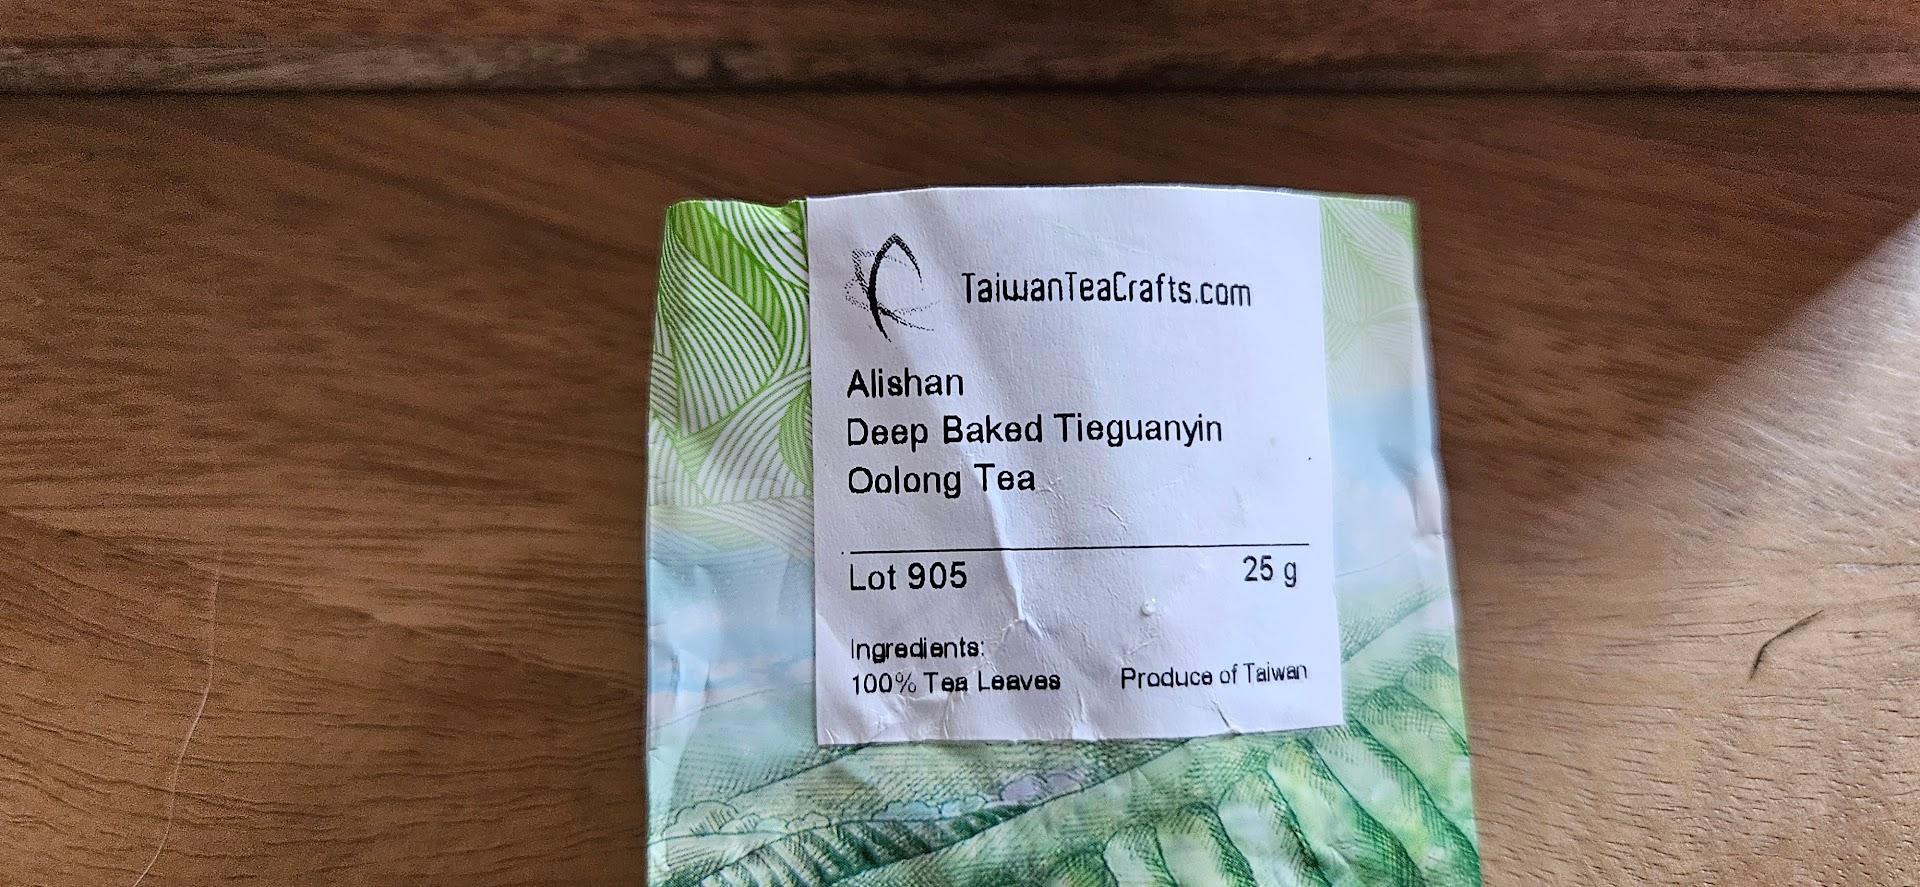 TaiwanTeaCrafts.com
Alishan
Deep Baked Tieguanyin
Oolong Tea
Lot 905 25 g
Ingredients:
100% Tea Leaves Produce of Taiwan